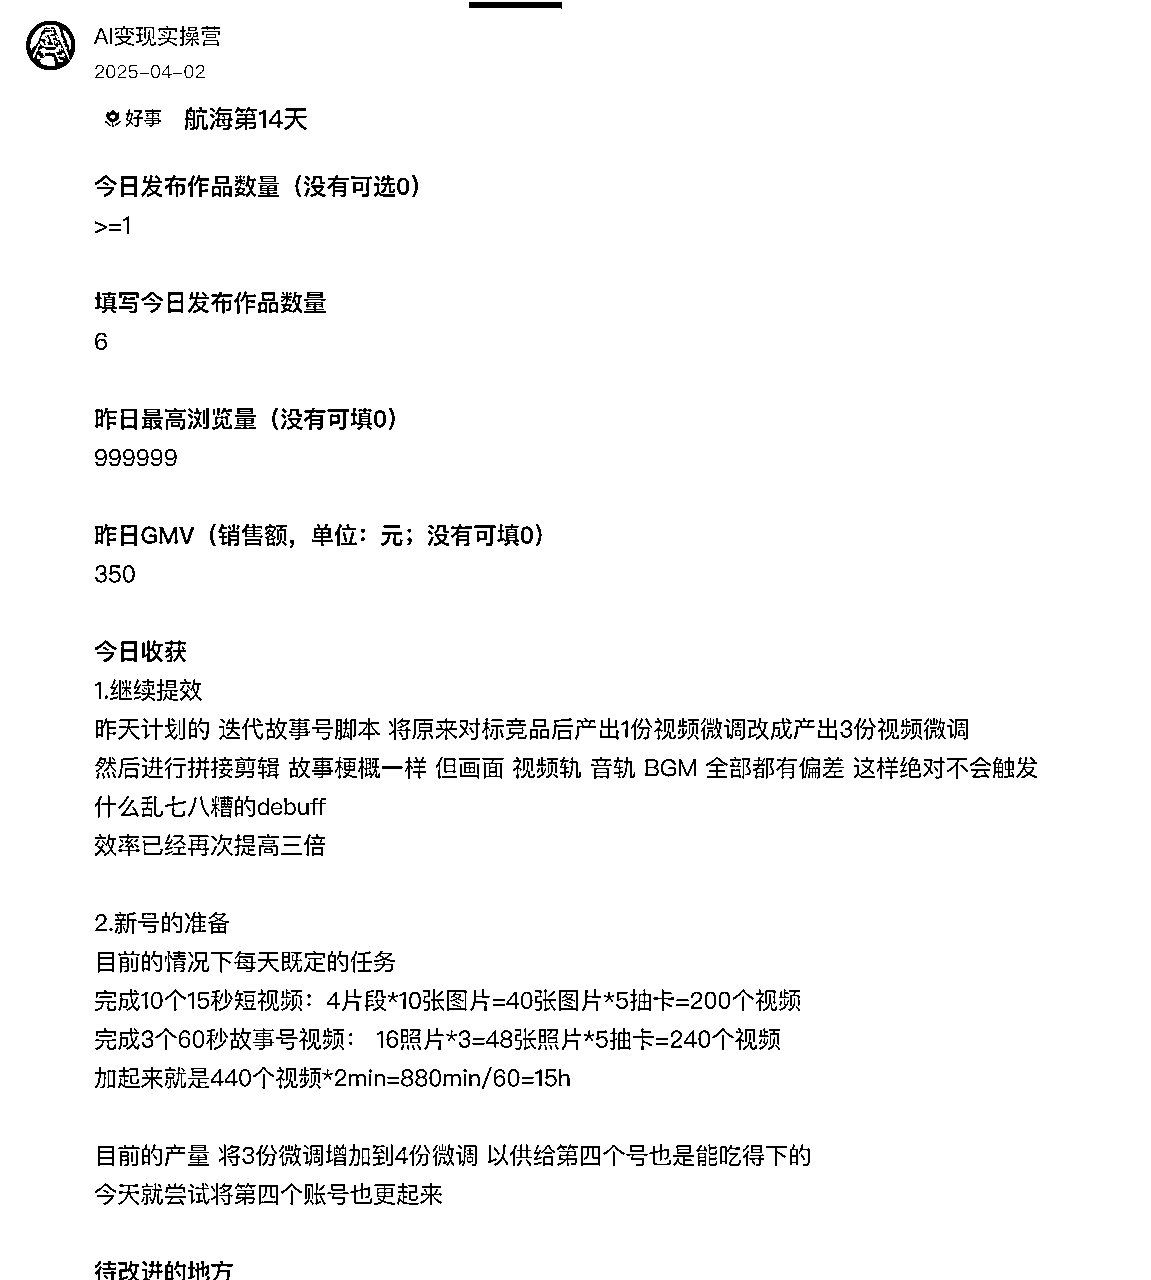 AI变现实操营
2025-04-02
好事 航海第14天
今日发布作品数量（没有可选0）
>=1
填写今日发布作品数量
6
昨日最高浏览量（没有可填0）
999999
昨日GMV（销售额，单位：元；没有可填0）
350
今日收获
1.继续提效
昨天计划的 迭代故事号脚本 将原来对标竞品后产出1份视频微调改成产出3份视频微调
然后进行拼接剪辑 故事梗概一样 但画面 视频轨 音轨 BGM 全部都有偏差 这样绝对不会触发
什么乱七八糟的debuff
效率已经再次提高三倍
2.新号的准备
目前的情况下每天既定的任务
完成10个15秒短视频：4片段*10张图片=40张图片*5抽卡=200个视频
完成3个60秒故事号视频： 16照片*3=48张照片*5抽卡=240个视频
加起来就是440个视频*2min=880min/60=15h
目前的产量 将3份微调增加到4份微调 以供给第四个号也是能吃得下的
今天就尝试将第四个账号也更起来
待改进的地方